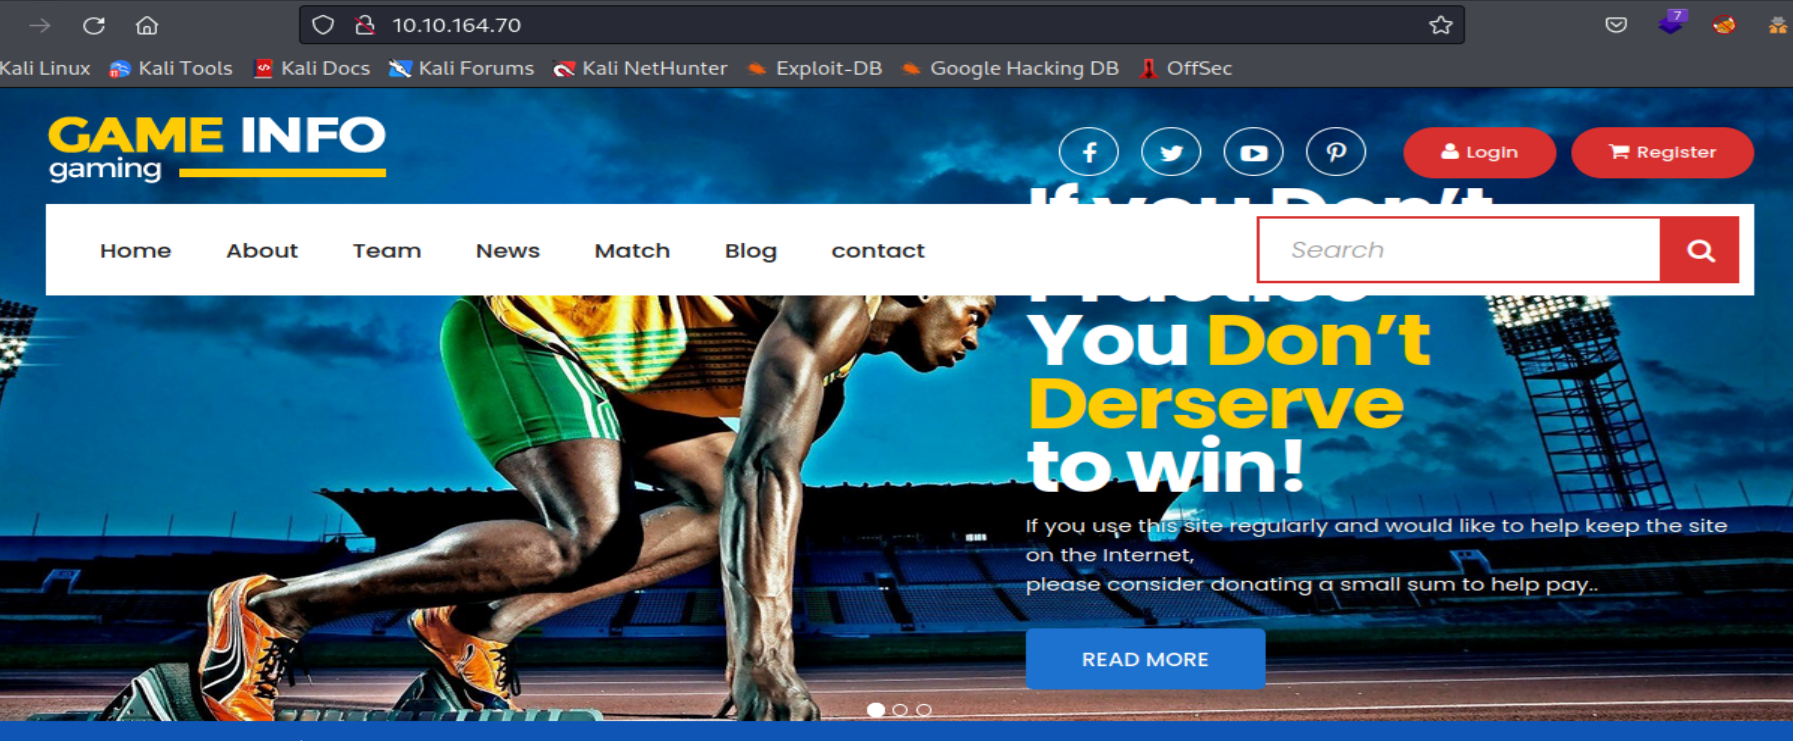 10.10.164.70
7
Kali Linux Kali Tools Kali Docs Kali Forums Kali NetHunter Exploit-DB Google Hacking DB OffSec
GAME INFO
gaming
Login Register
If you Don't
Home About Team News Match Blog contact Search
Practice
You Don't
Derserve
to win!
If you use this site regularly and would like to help keep the site
on the Internet,
please consider donating a small sum to help pay..
READ MORE